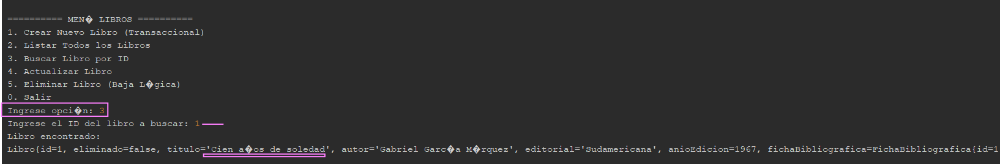 ========== MEN� LIBROS ==========
1. Crear Nuevo Libro (Transaccional)
2. Listar Todos los Libros
3. Buscar Libro por ID
4. Actualizar Libro
5. Eliminar Libro (Baja L�gica)
0. Salir
Ingrese opci�n: 3
Ingrese el ID del libro a buscar: 1
Libro encontrado:
Libro{id=1, eliminado=false, titulo='Cien a�os de soledad', autor='Gabriel Garc�a M�rquez', editorial='Sudamericana', anioEdicion=1967, fichaBibliografica=FichaBibliografica{id=1